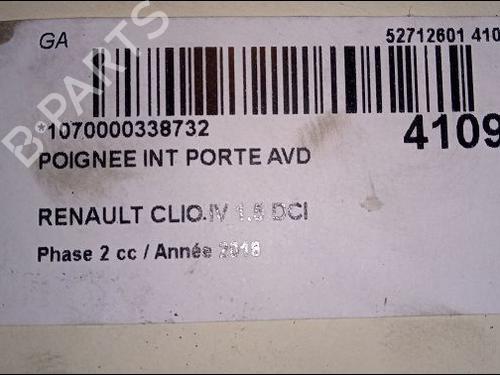 GA
52712601 410
*1070000338732
4109
POIGNEE INT PORTE AVD
RENAULT CLIO IV 1.5 DCI
Phase 2 cc / Année 2016
B-PARTS